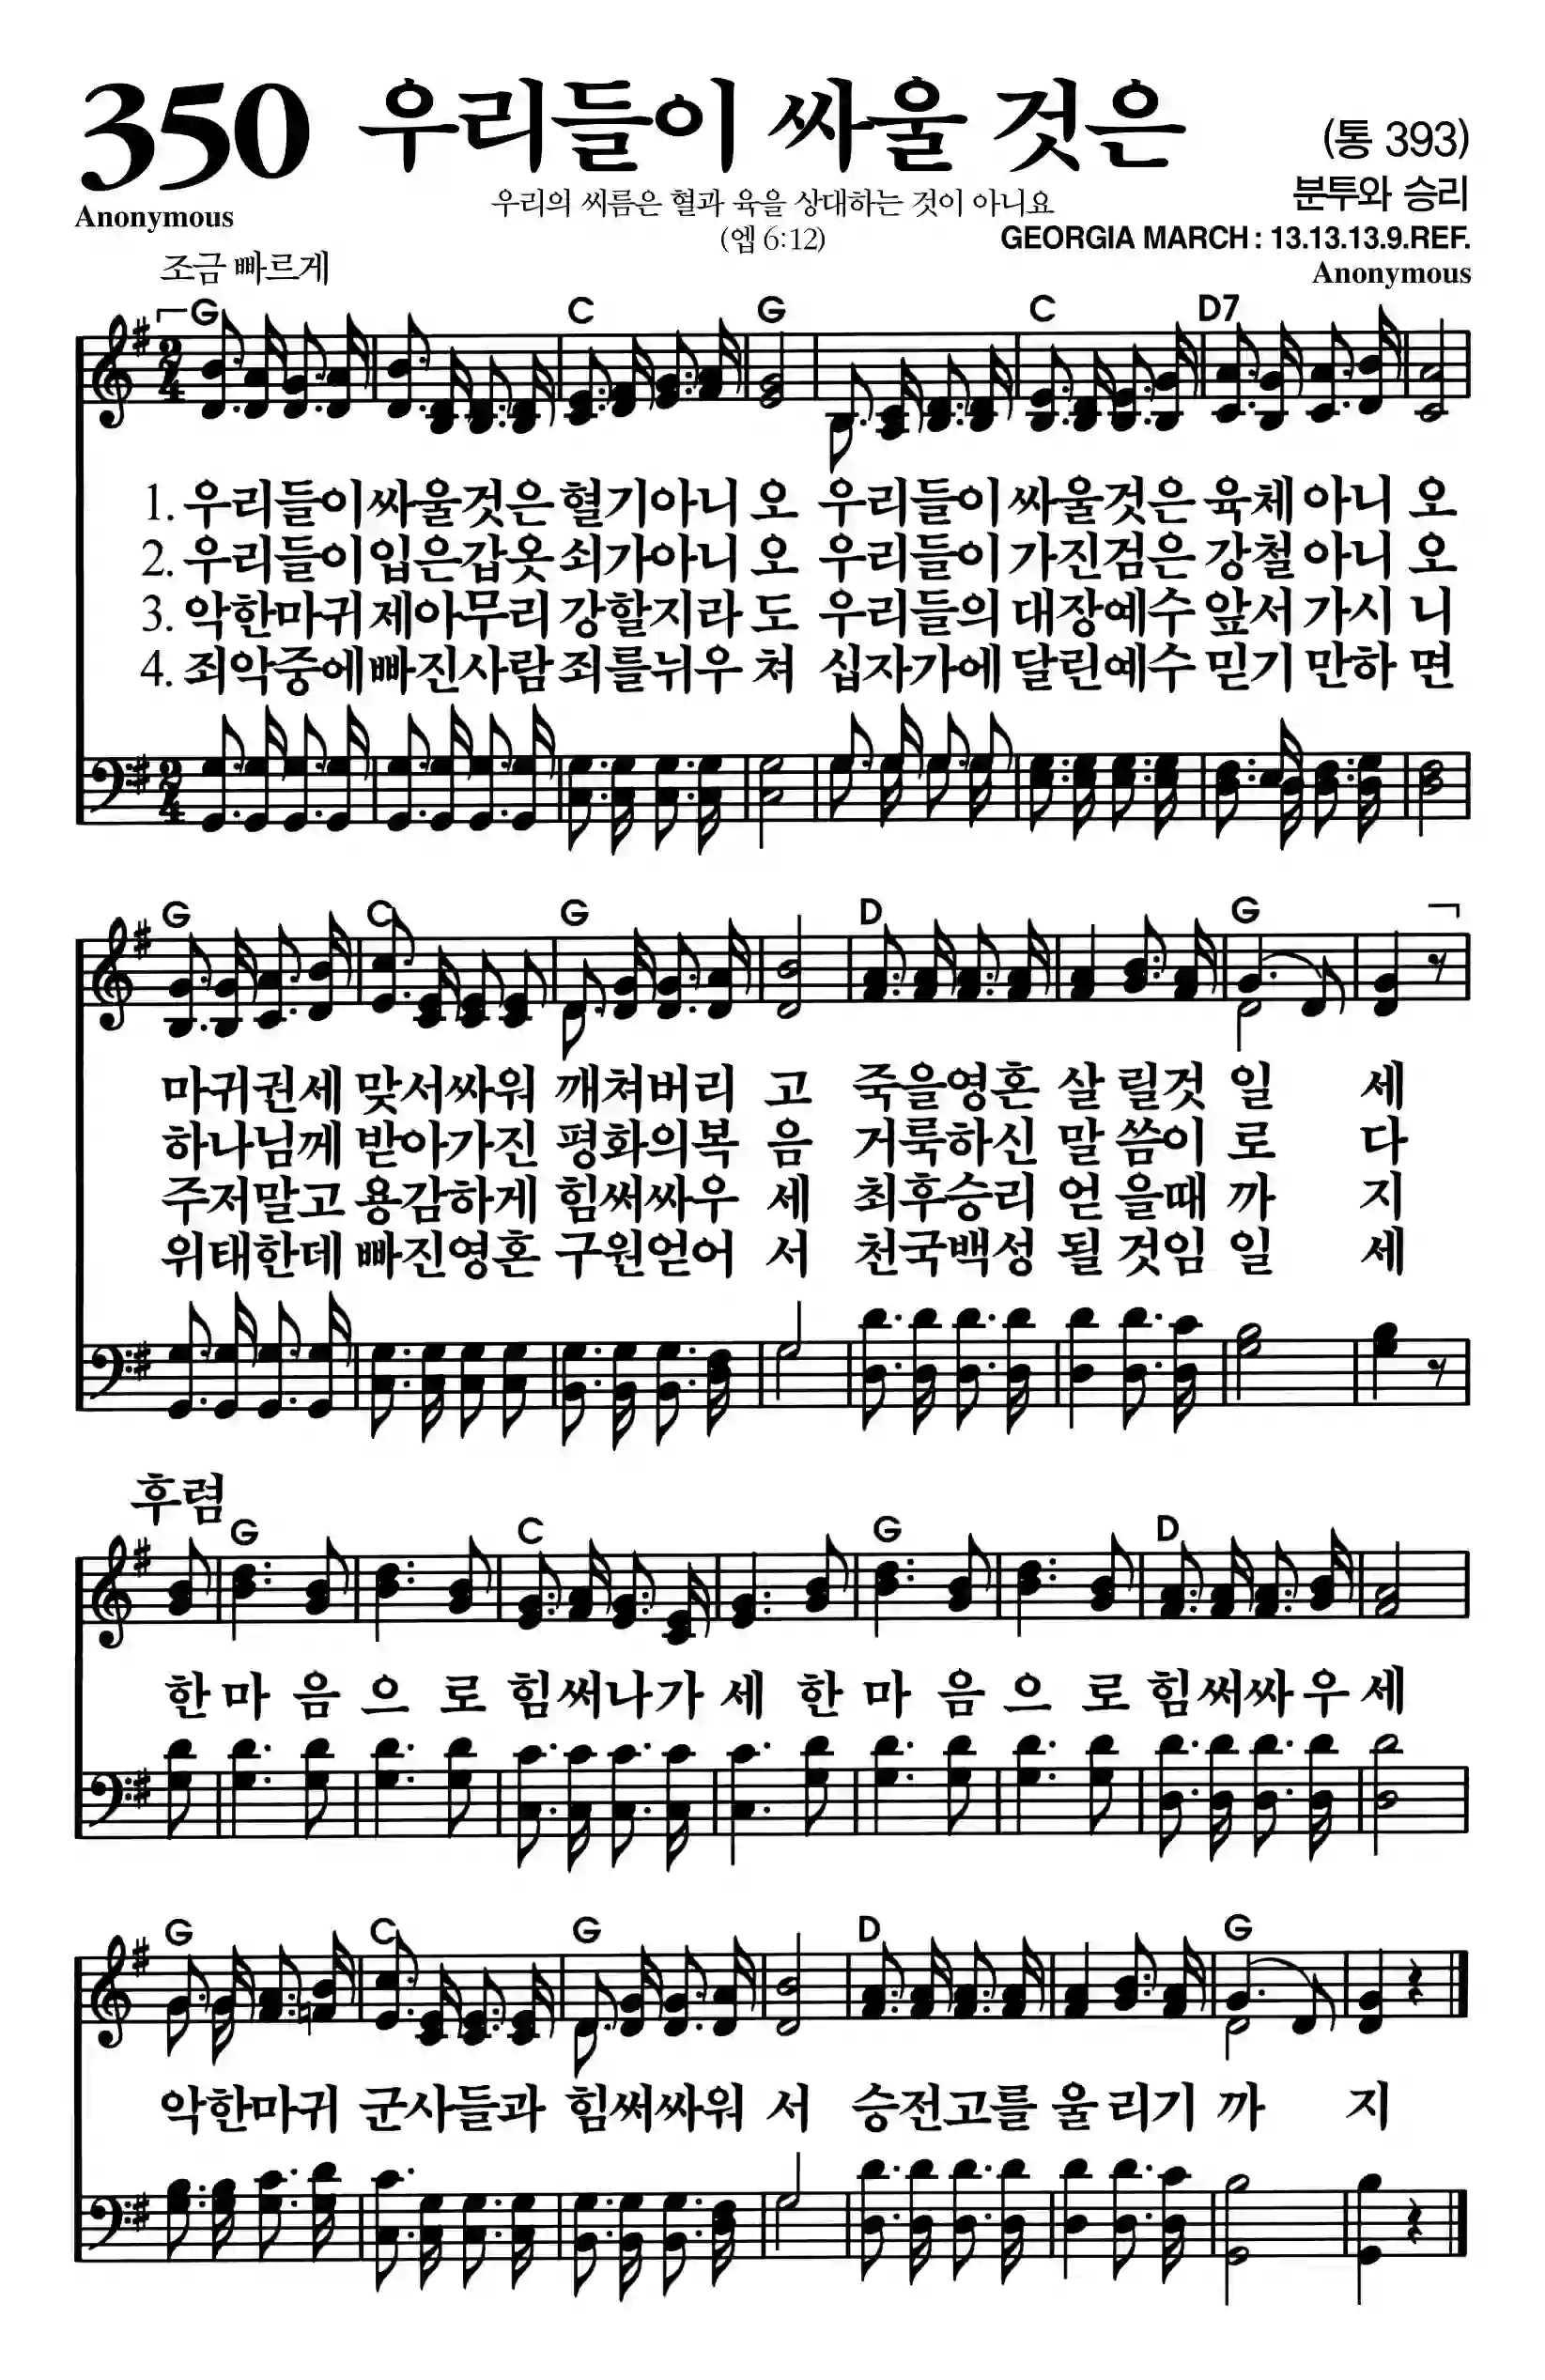 350 우리들이 싸울 것은 (통 393)
우리의 씨름은 혈과 육을 상대하는 것이 아니요 분투와 승리
Anonymous (엡 6:12) GEORGIA MARCH : 13.13.13.9.REF.
조금 빠르게 Anonymous
G C G C D7
2/4
1. 우리들이싸울것은 혈기아니 오 우리들이 싸울것은 육체 아니 오
2. 우리들이입은갑옷 쇠가아니 오 우리들이 가진검은 강철 아니 오
3. 악한마귀 제아무리 강할지라 도 우리들의 대장예수 앞서 가시 니
4. 죄악중에빠진사람 죄를뉘우 쳐 십자가에 달린예수 믿기 만하 면
2/4
G C G D G
마귀권세 맞서싸워 깨쳐버리 고 죽을영혼 살 릴것 일 세
하나님께 받아가진 평화의복 음 거룩하신 말 씀이 로 다
주저말고 용감하게 힘써싸우 세 최후승리 얻 을때 까 지
위태한데 빠진영혼 구원얻어 서 천국백성 될 것임 일 세
후렴
G C G D
한 마 음 으 로 힘써나가 세 한 마 음 으 로 힘써싸 우 세
G C G D G
악한마귀 군사들과 힘써싸워 서 승전고를 울 리기 까 지